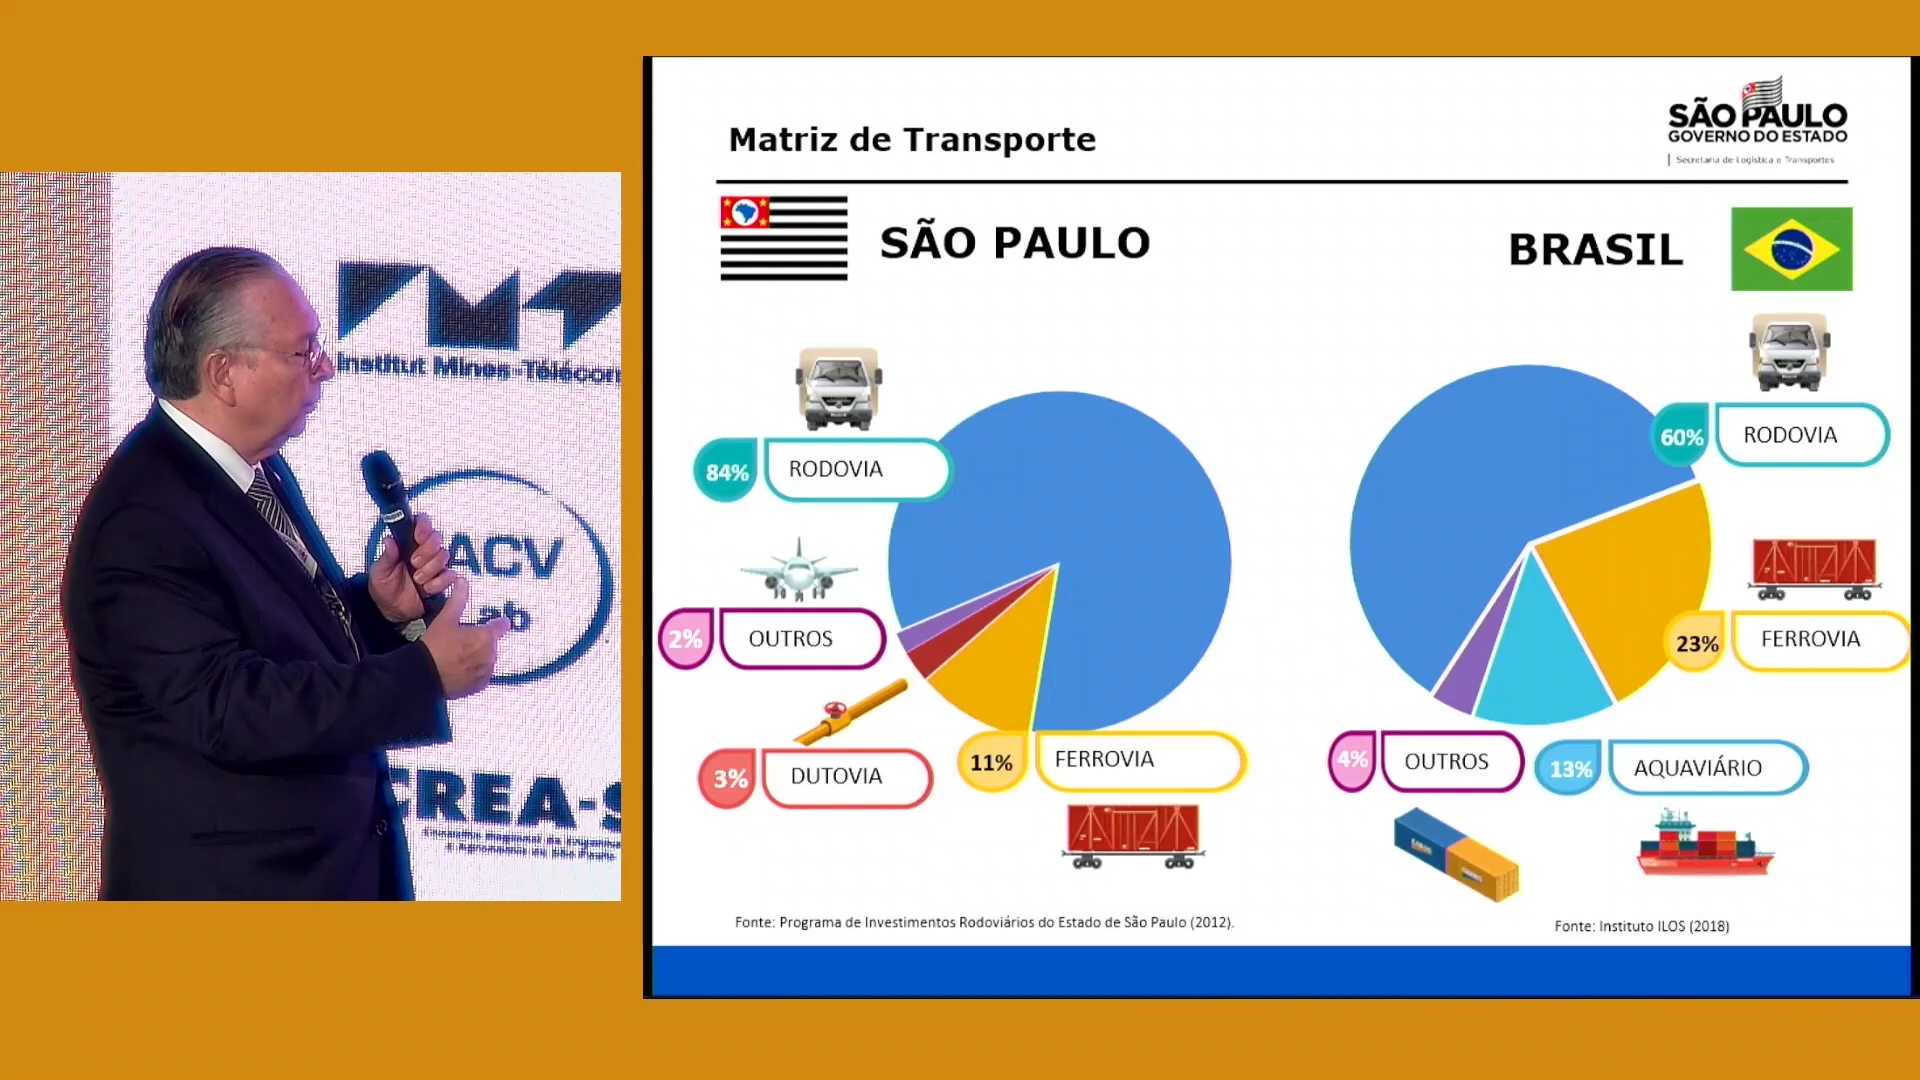 Institut Mines-Télécom
ACV
Lab
CREA-S
Matriz de Transporte
SÃO PAULO
GOVERNO DO ESTADO
Secretaria de Logística e Transportes
SÃO PAULO
BRASIL
84%
RODOVIA
2%
OUTROS
3%
DUTOVIA
11%
FERROVIA
60%
RODOVIA
23%
FERROVIA
4%
OUTROS
13%
AQUAVIÁRIO
Fonte: Programa de Investimentos Rodoviários do Estado de São Paulo (2012).
Fonte: Instituto ILOS (2018)